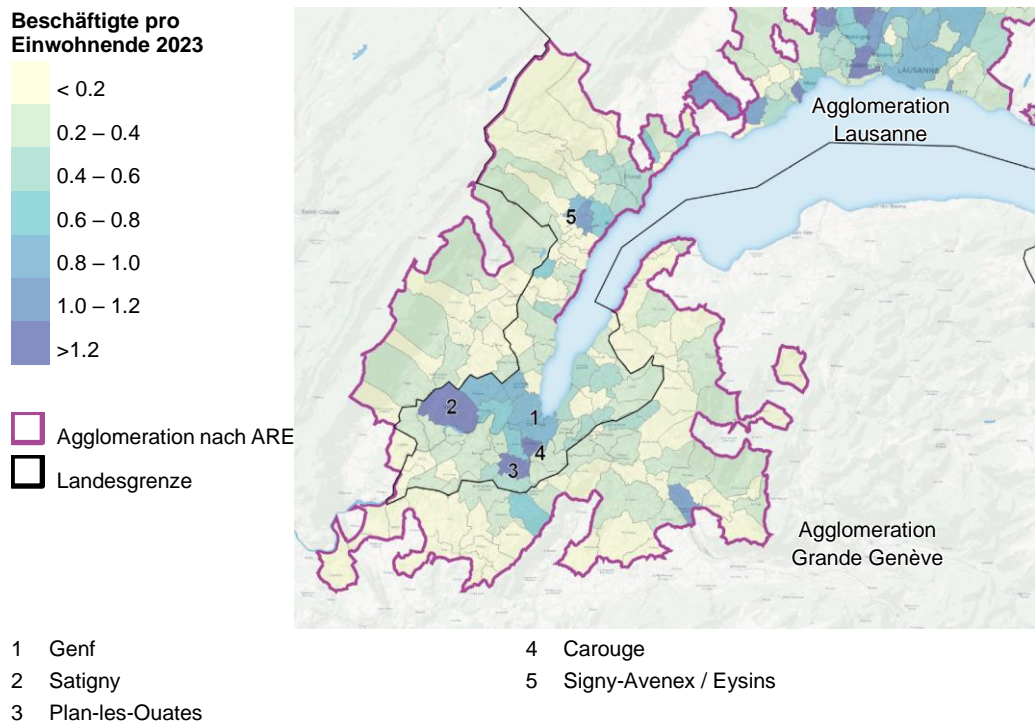 Beschäftigte pro
Einwohnende 2023
< 0.2
0.2 – 0.4
0.4 – 0.6
0.6 – 0.8
0.8 – 1.0
1.0 – 1.2
>1.2
Agglomeration nach ARE
Landesgrenze
LAUSANNE
Agglomeration
Lausanne
5
2
1
4
3
Agglomeration
Grande Genève
1 Genf
2 Satigny
3 Plan-les-Ouates
4 Carouge
5 Signy-Avenex / Eysins